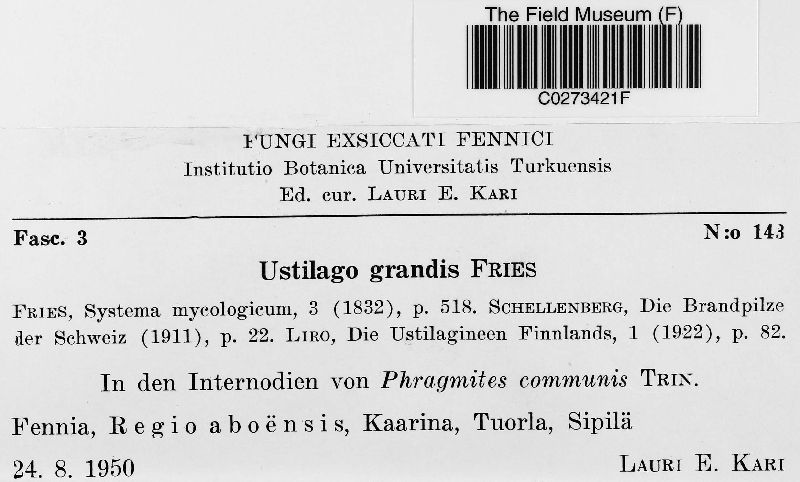 The Field Museum (F)
C0273421F
FUNGI EXSICCATI FENNICI
Institutio Botanica Universitatis Turkuensis
Ed. cur. LAURI E. KARI
Fasc. 3
N:o 143
Ustilago grandis FRIES
FRIES, Systema mycologicum, 3 (1832), p. 518. SCHELLENBERG, Die Brandpilze
der Schweiz (1911), p. 22. LIRO, Die Ustilagineen Finnlands, 1 (1922), p. 82.
In den Internodien von Phragmites communis TRIN.
Fennia, Regio aboënsis, Kaarina, Tuorla, Sipilä
24. 8. 1950
LAURI E. KARI